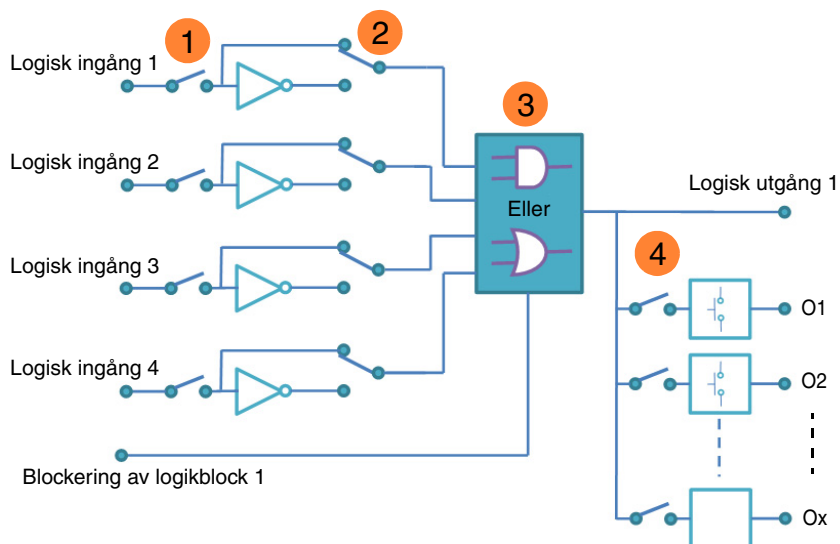 1
2
Logisk ingång 1
3
Logisk ingång 2
Logisk utgång 1
Eller
4
Logisk ingång 3
O1
Logisk ingång 4
O2
Blockering av logikblock 1
Ox